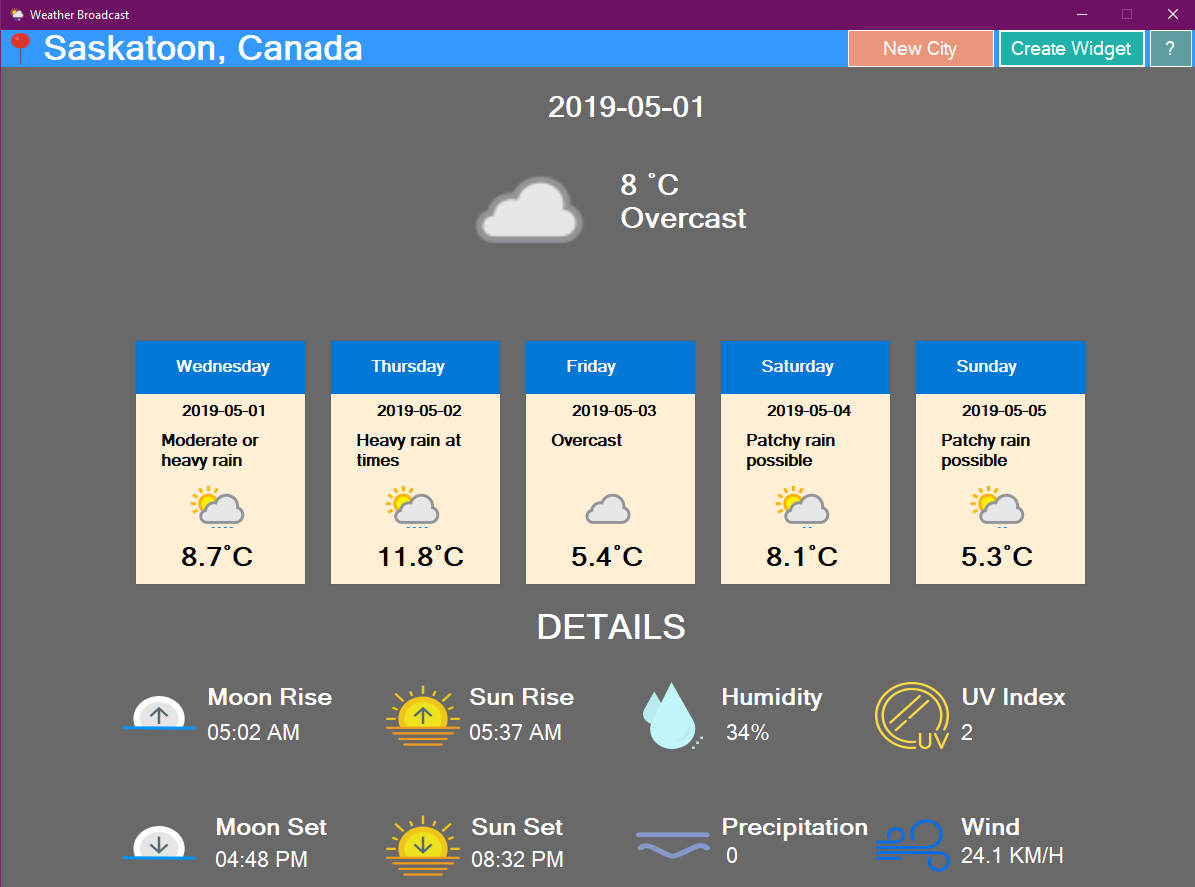 Weather Broadcast
Saskatoon, Canada
New City
Create Widget
?
2019-05-01
8 °C
Overcast
Wednesday
2019-05-01
Moderate or
heavy rain
8.7°C
Thursday
2019-05-02
Heavy rain at
times
11.8°C
Friday
2019-05-03
Overcast
5.4°C
Saturday
2019-05-04
Patchy rain
possible
8.1°C
Sunday
2019-05-05
Patchy rain
possible
5.3°C
DETAILS
Moon Rise
05:02 AM
Sun Rise
05:37 AM
Humidity
34%
UV
UV Index
2
Moon Set
04:48 PM
Sun Set
08:32 PM
Precipitation
0
Wind
24.1 KM/H